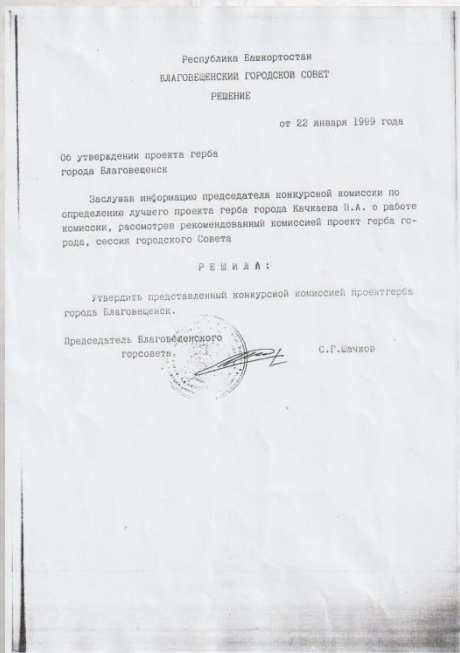 Республика Башкортостан
БЛАГОВЕЩЕНСКИЙ ГОРОДСКОЙ СОВЕТ
РЕШЕНИЕ
от 22 января 1999 года
Об утверждении проекта герба
города Благовещенск
Заслушав информацию председателя конкурсной комиссии по
определению лучшего проекта герба города Качкаева П.А. о работе
комиссии, рассмотрев рекомендованный комиссией проект герба го-
рода, сессия городского Совета
Р Е Ш И Л А :
Утвердить представленный конкурсной комиссией проектгерба
города Благовещенск.
Председатель Благовещенского
горсовета
С.Г.Шачков